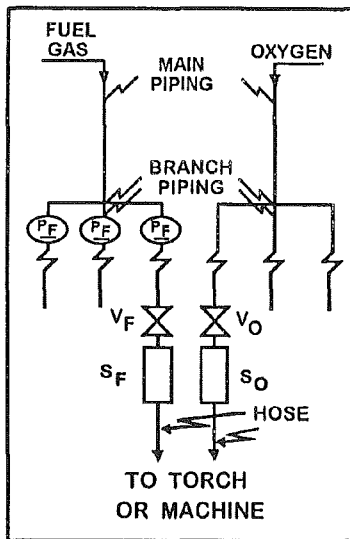 FUEL
GAS
OXYGEN
MAIN
PIPING
BRANCH
PIPING
PF PF PF
VF VO
SF SO
HOSE
TO TORCH
OR MACHINE